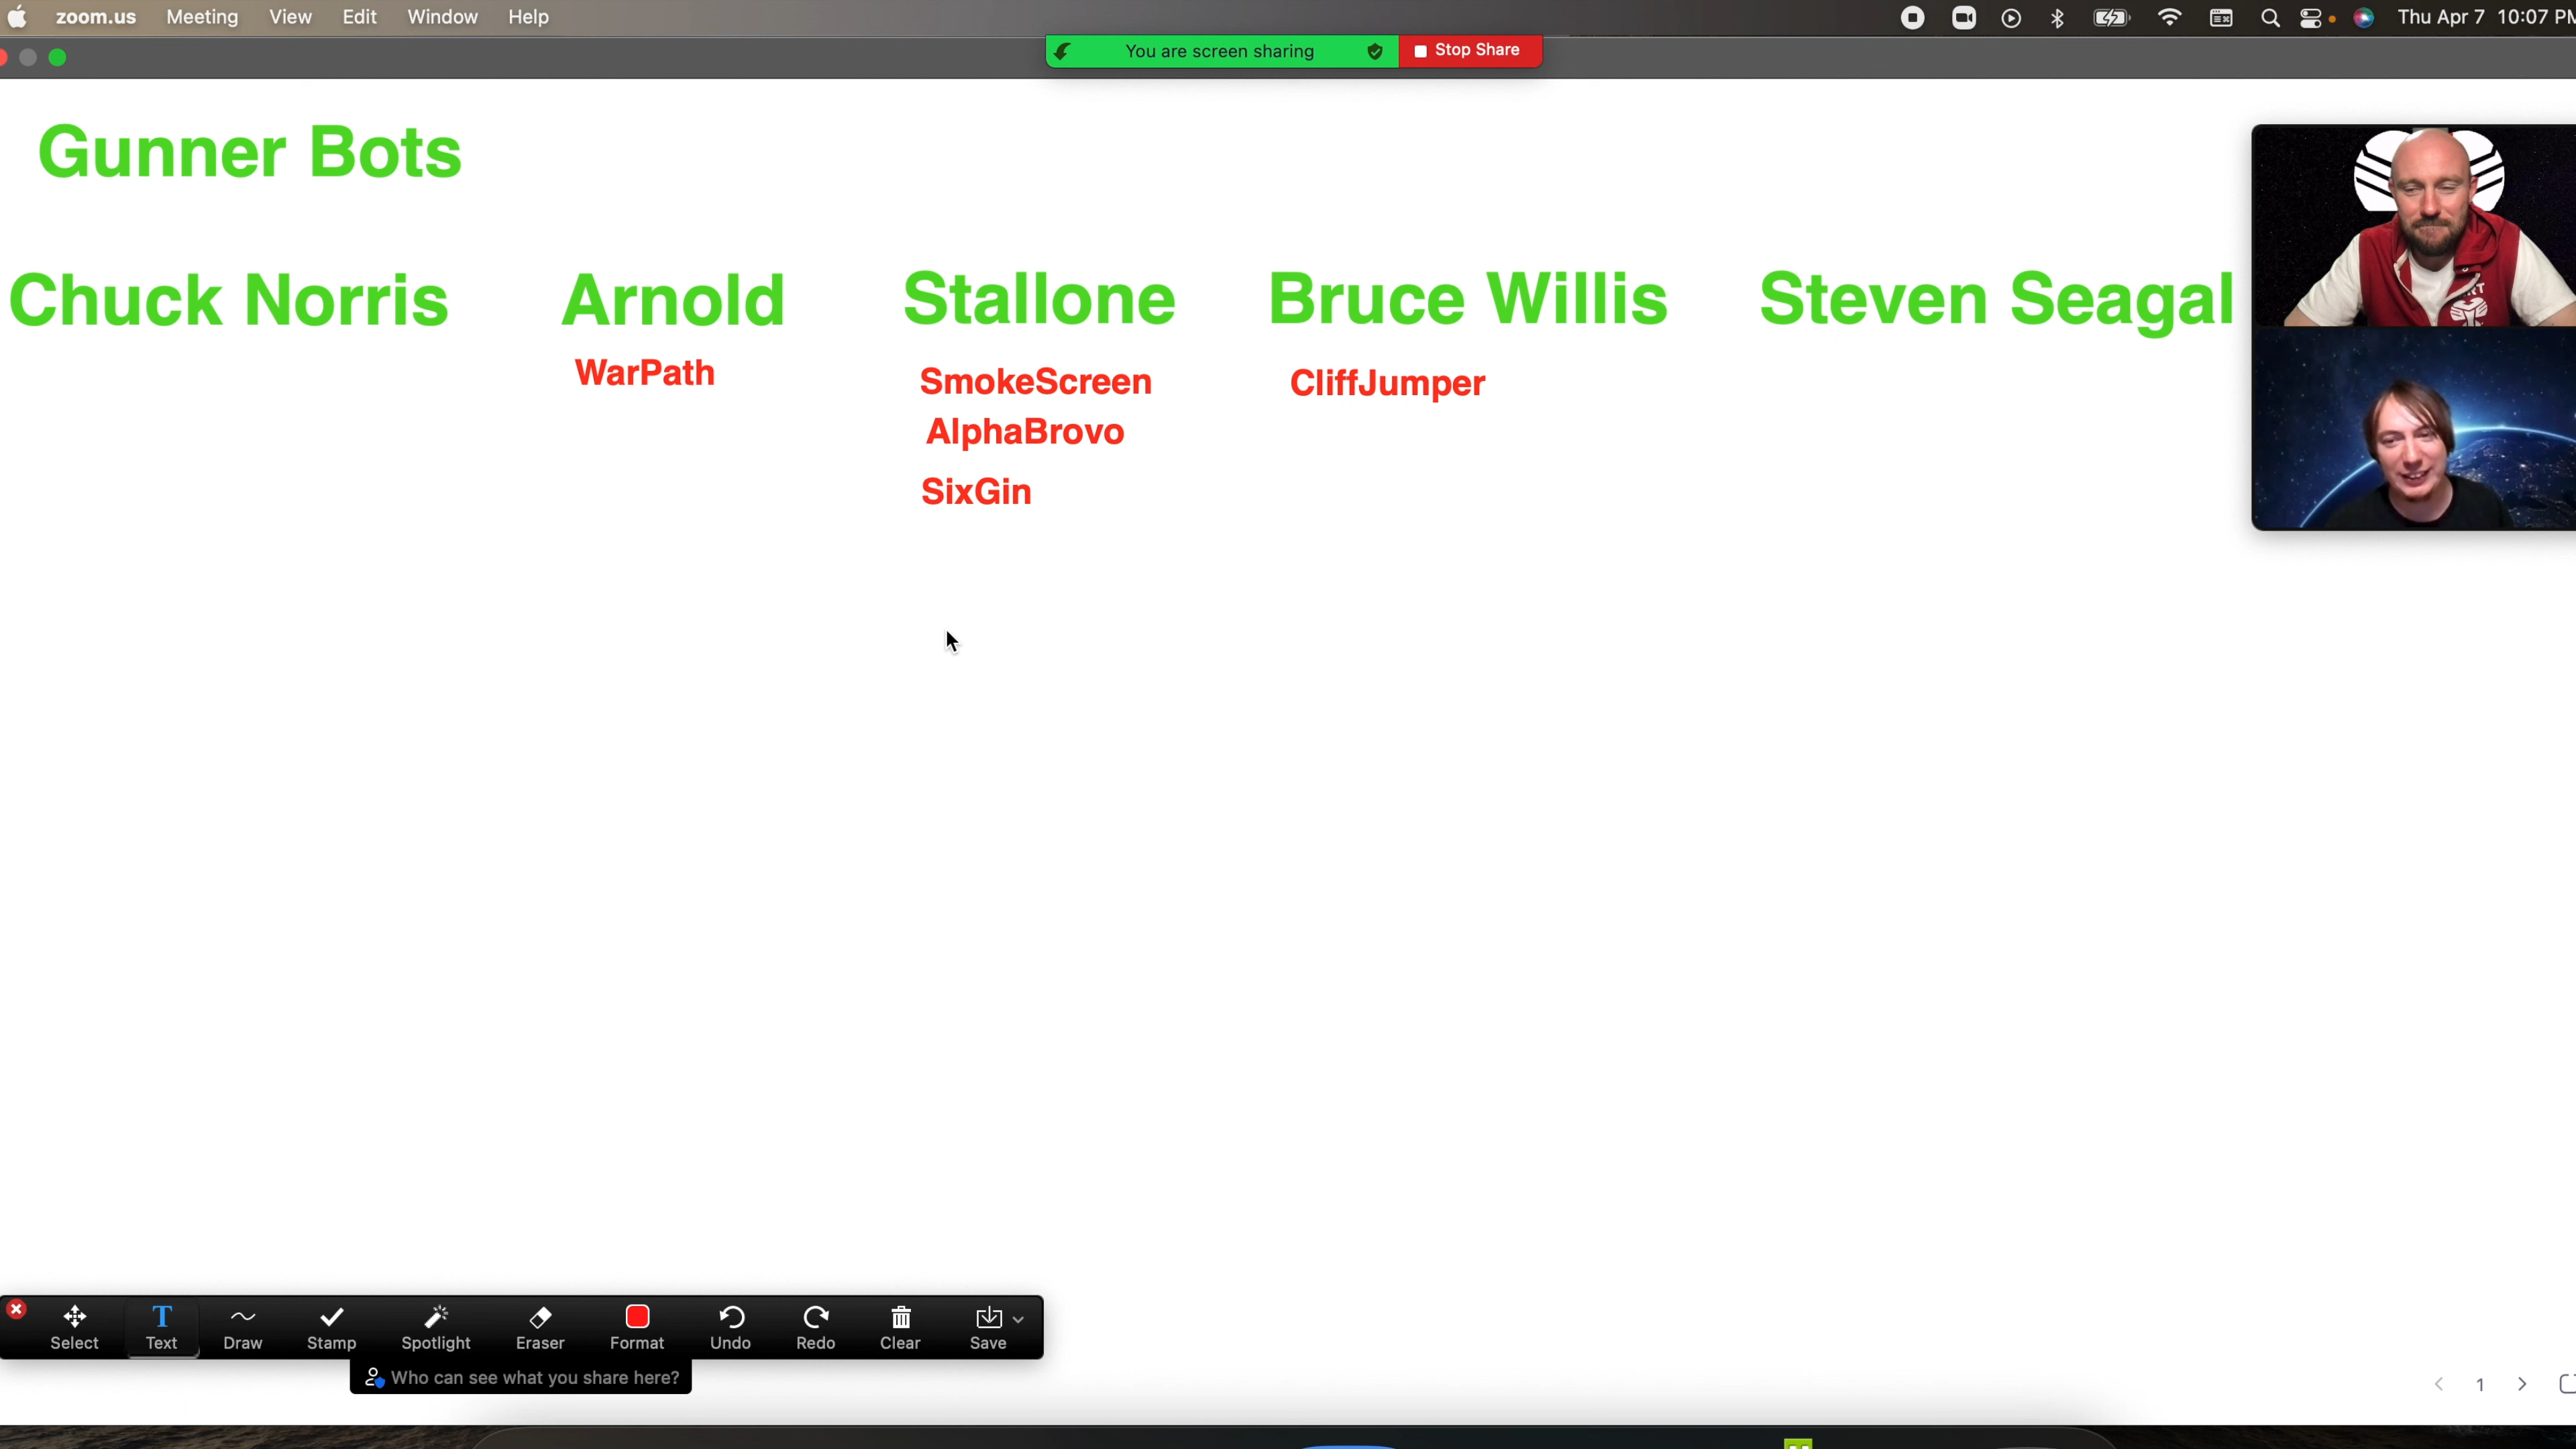 zoom.us Meeting View Edit Window Help Thu Apr 7 10:07 PM
You are screen sharing Stop Share
Gunner Bots
Chuck Norris Arnold Stallone Bruce Willis Steven Seagal
WarPath SmokeScreen CliffJumper
AlphaBrovo
SixGin
Select Text Draw Stamp Spotlight Eraser Format Undo Redo Clear Save
Who can see what you share here?
1